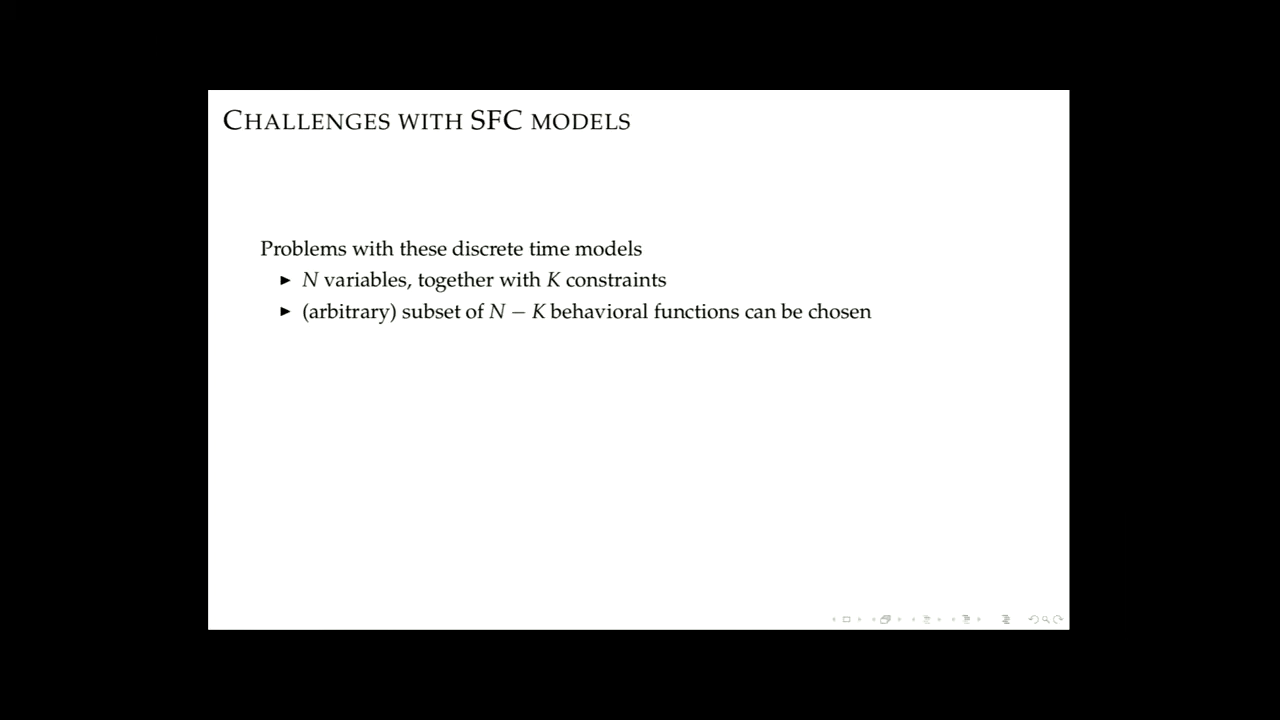 CHALLENGES WITH SFC MODELS
Problems with these discrete time models
▶ N variables, together with K constraints
▶ (arbitrary) subset of N − K behavioral functions can be chosen